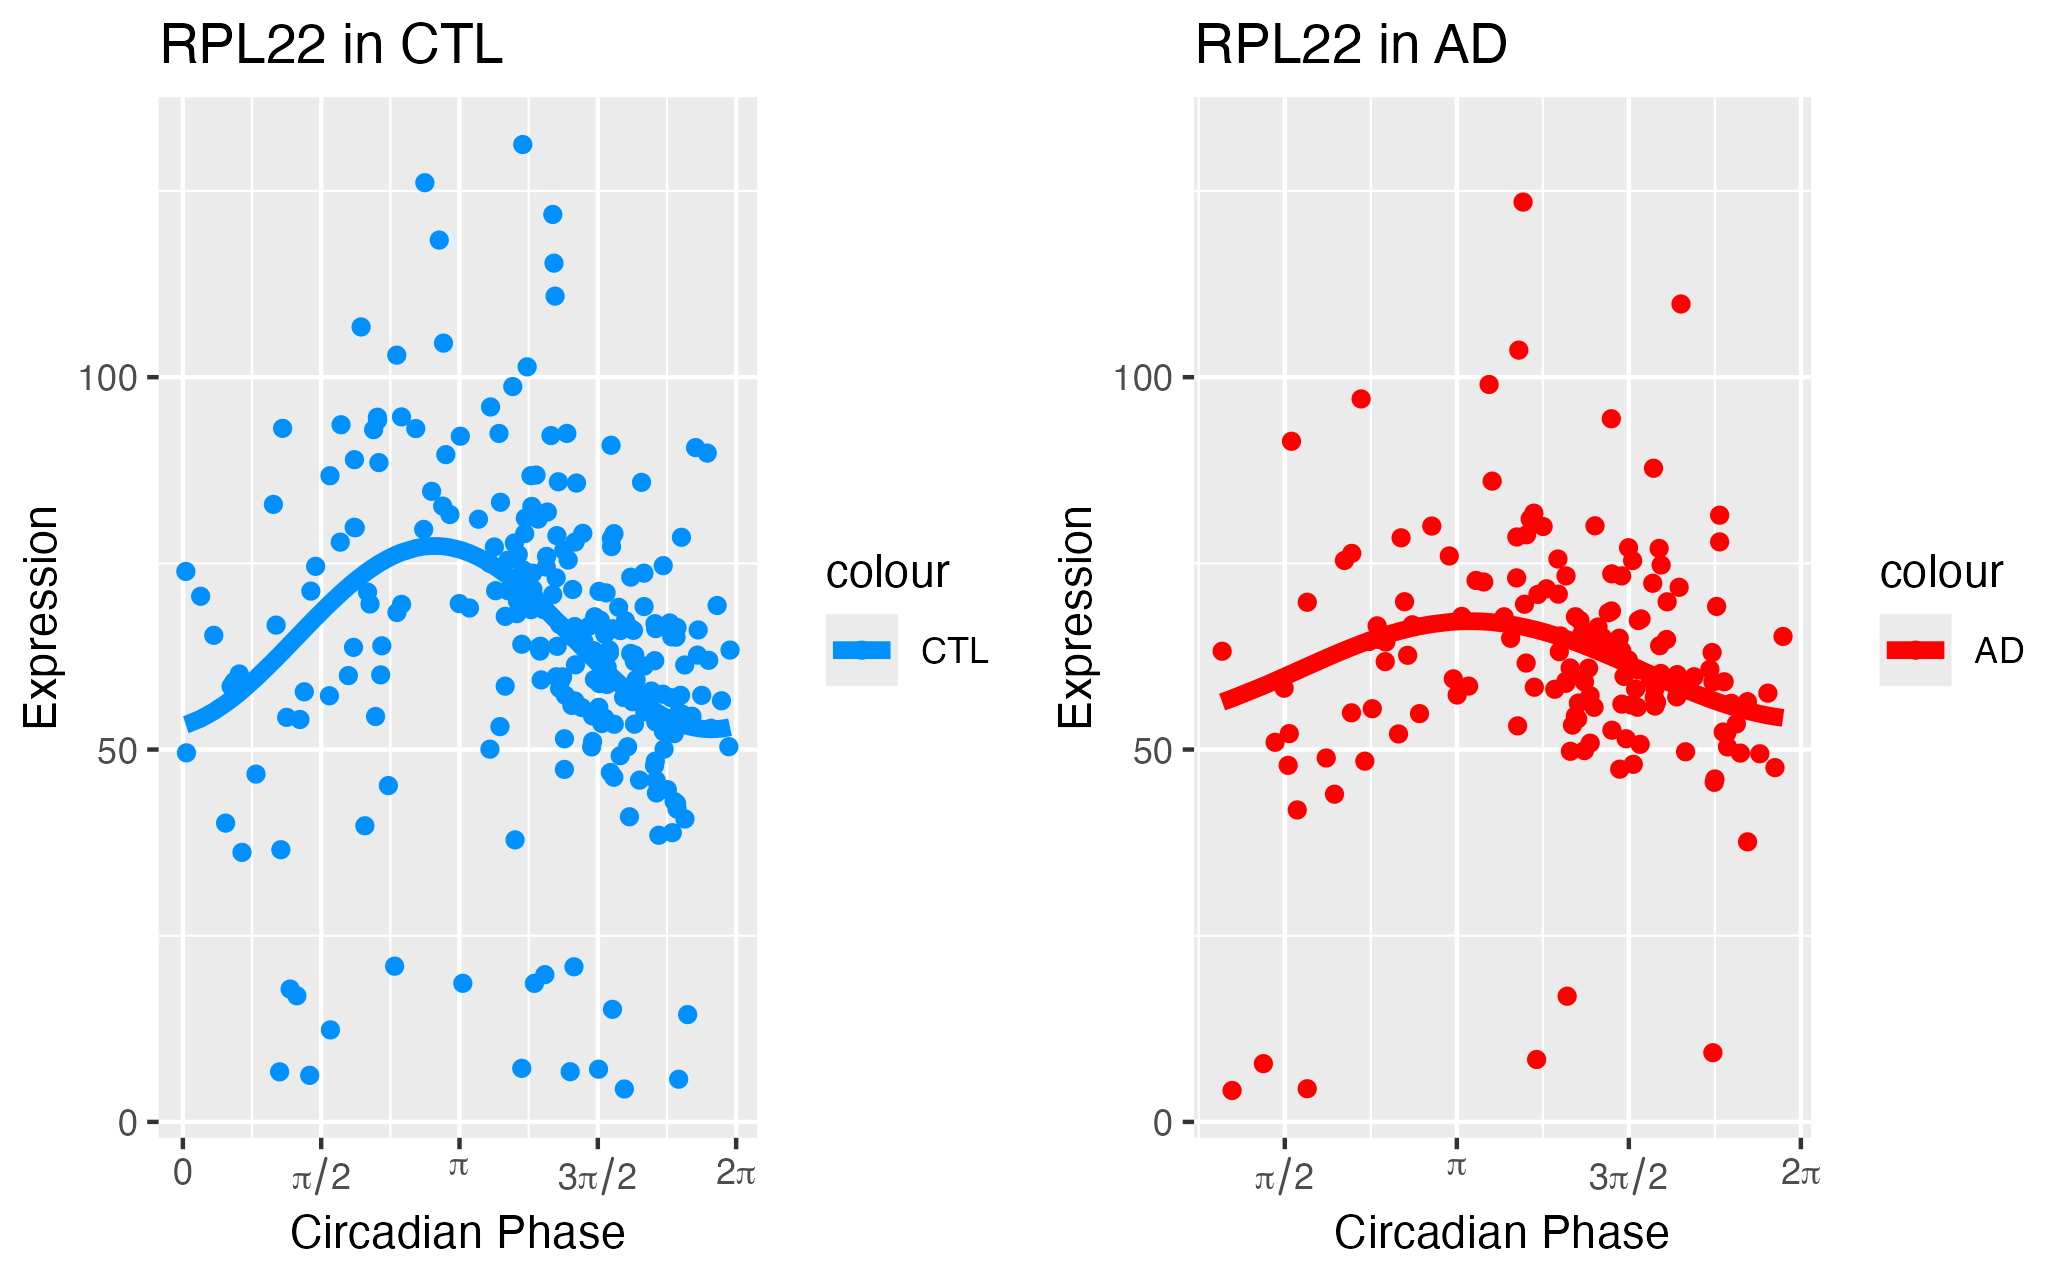 RPL22 in CTL
Expression
100
50
0
0 π/2 π 3π/2 2π
Circadian Phase
colour
CTL
RPL22 in AD
Expression
100
50
0
π/2 π 3π/2 2π
Circadian Phase
colour
AD